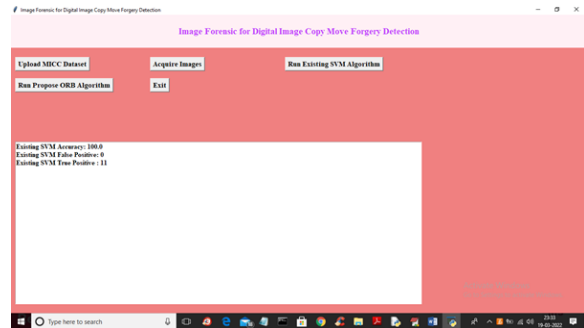 Image Forensic for Digital Image Copy Move Forgery Detection
Image Forensic for Digital Image Copy Move Forgery Detection
Upload MICC Dataset
Acquire Images
Run Existing SVM Algorithm
Run Propose ORB Algorithm
Exit
Existing SVM Accuracy: 100.0
Existing SVM False Positive: 0
Existing SVM True Positive : 11
Type here to search
23:55
19-03-2022